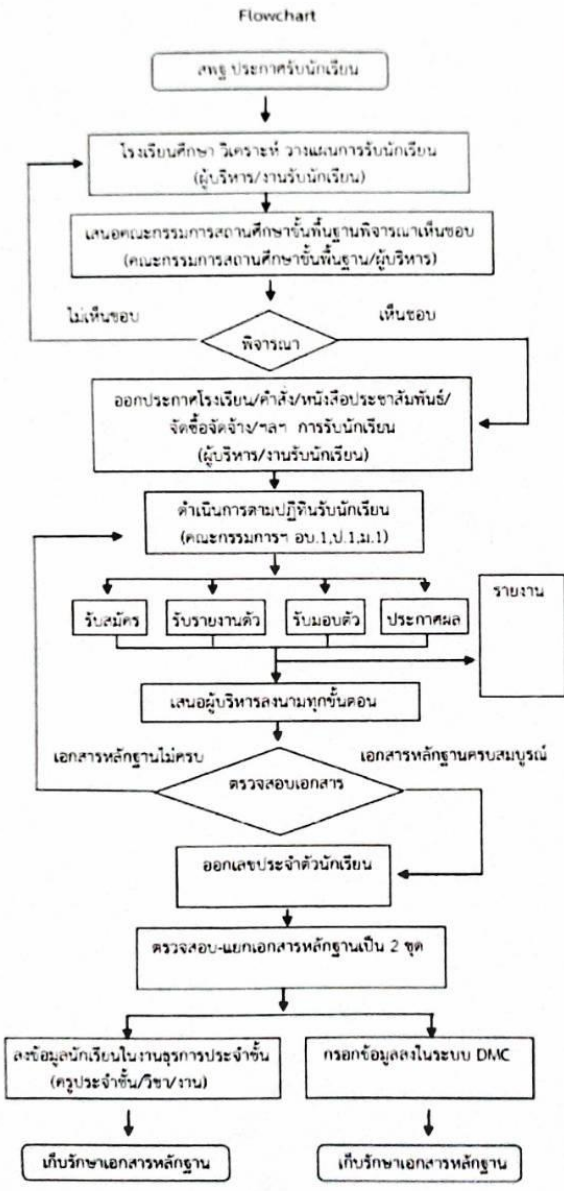 Flowchart
สพฐ ประกาศรับนักเรียน
โรงเรียนศึกษา วิเคราะห์ วางแผนการรับนักเรียน
(ผู้บริหาร/งานรับนักเรียน)
เสนอคณะกรรมการสถานศึกษาขั้นพื้นฐานพิจารณาเห็นชอบ
(คณะกรรมการสถานศึกษาขั้นพื้นฐาน/ผู้บริหาร)
ไม่เห็นชอบ
เห็นชอบ
พิจารณา
ออกประกาศโรงเรียน/คำสั่ง/หนังสือประชาสัมพันธ์/
จัดซื้อจัดจ้าง/ฯลฯ การรับนักเรียน
(ผู้บริหาร/งานรับนักเรียน)
ดำเนินการตามปฏิทินรับนักเรียน
(คณะกรรมการฯ อบ.1,ป.1,ม.1)
รายงาน
รับสมัคร
รับรายงานตัว
รับมอบตัว
ประกาศผล
เสนอผู้บริหารลงนามทุกขั้นตอน
เอกสารหลักฐานไม่ครบ
เอกสารหลักฐานครบสมบูรณ์
ตรวจสอบเอกสาร
ออกเลขประจำตัวนักเรียน
ตรวจสอบ-แยกเอกสารหลักฐานเป็น 2 ชุด
ลงข้อมูลนักเรียนในงานธุรการประจำชั้น
(ครูประจำชั้น/วิชา/งาน)
กรอกข้อมูลลงในระบบ DMC
เก็บรักษาเอกสารหลักฐาน
เก็บรักษาเอกสารหลักฐาน